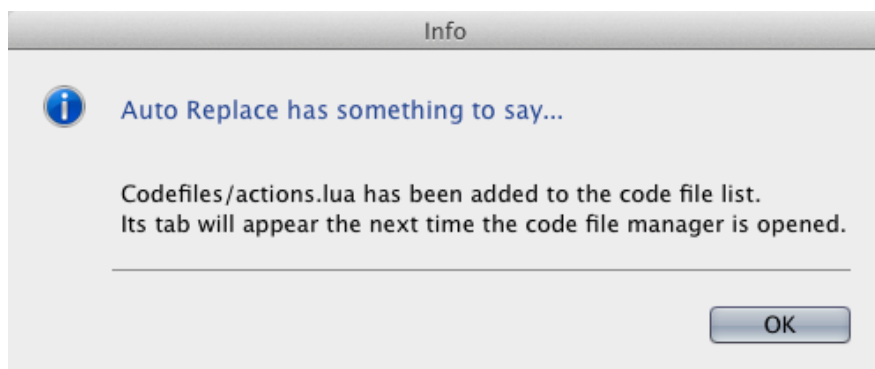 Info
Auto Replace has something to say...
Codefiles/actions.lua has been added to the code file list.
Its tab will appear the next time the code file manager is opened.
OK